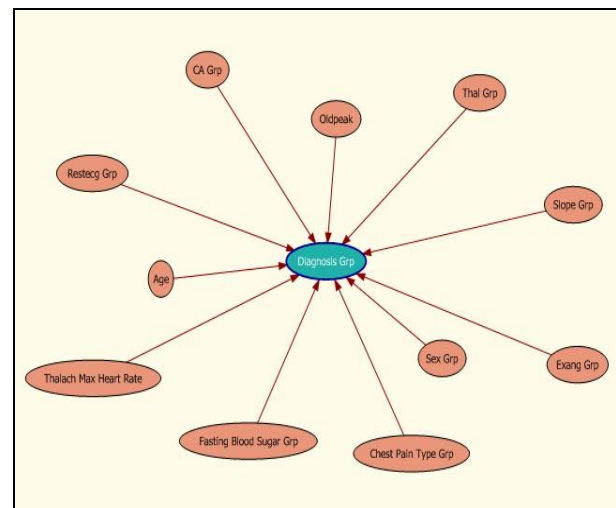 CA Grp
Thal Grp
Oldpeak
Restecg Grp
Slope Grp
Diagnosis Grp
Age
Sex Grp
Exang Grp
Thalach Max Heart Rate
Fasting Blood Sugar Grp
Chest Pain Type Grp